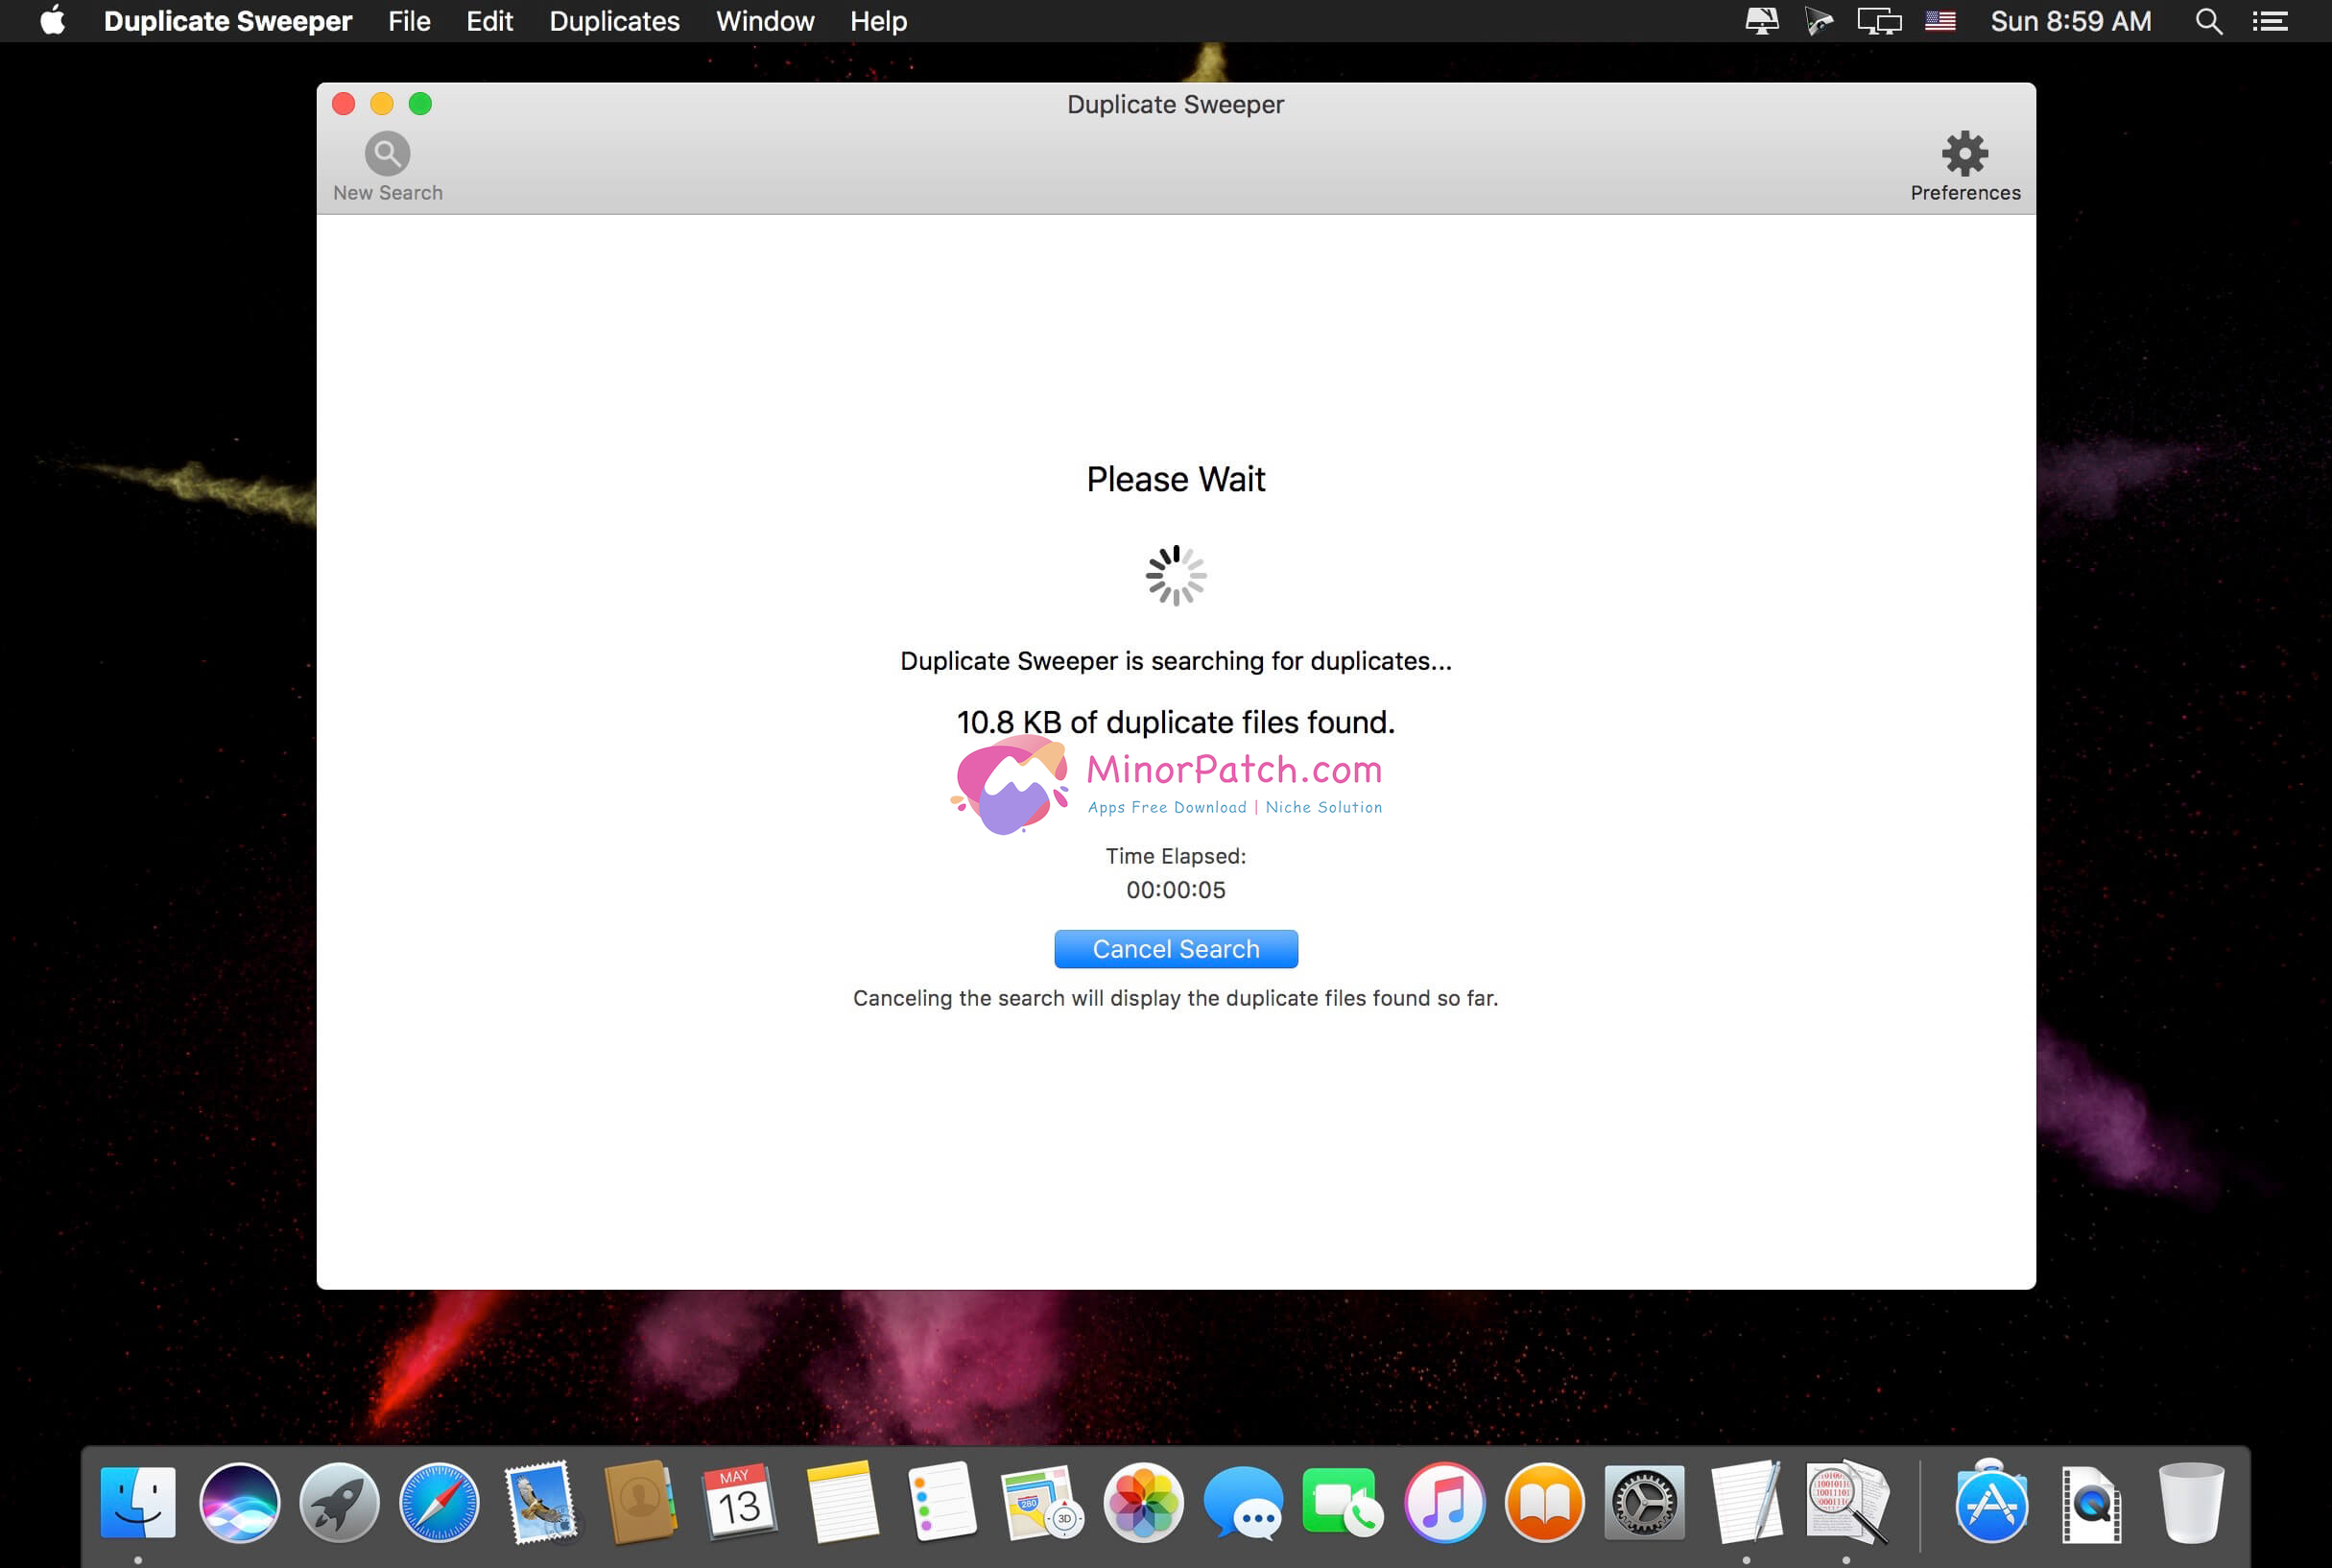 Duplicate Sweeper File Edit Duplicates Window Help Sun 8:59 AM
Duplicate Sweeper
New Search Preferences
Please Wait
Duplicate Sweeper is searching for duplicates...
10.8 KB of duplicate files found.
MinorPatch.com
Apps Free Download | Niche Solution
Time Elapsed:
00:00:05
Cancel Search
Canceling the search will display the duplicate files found so far.
MAY
13
280
3D